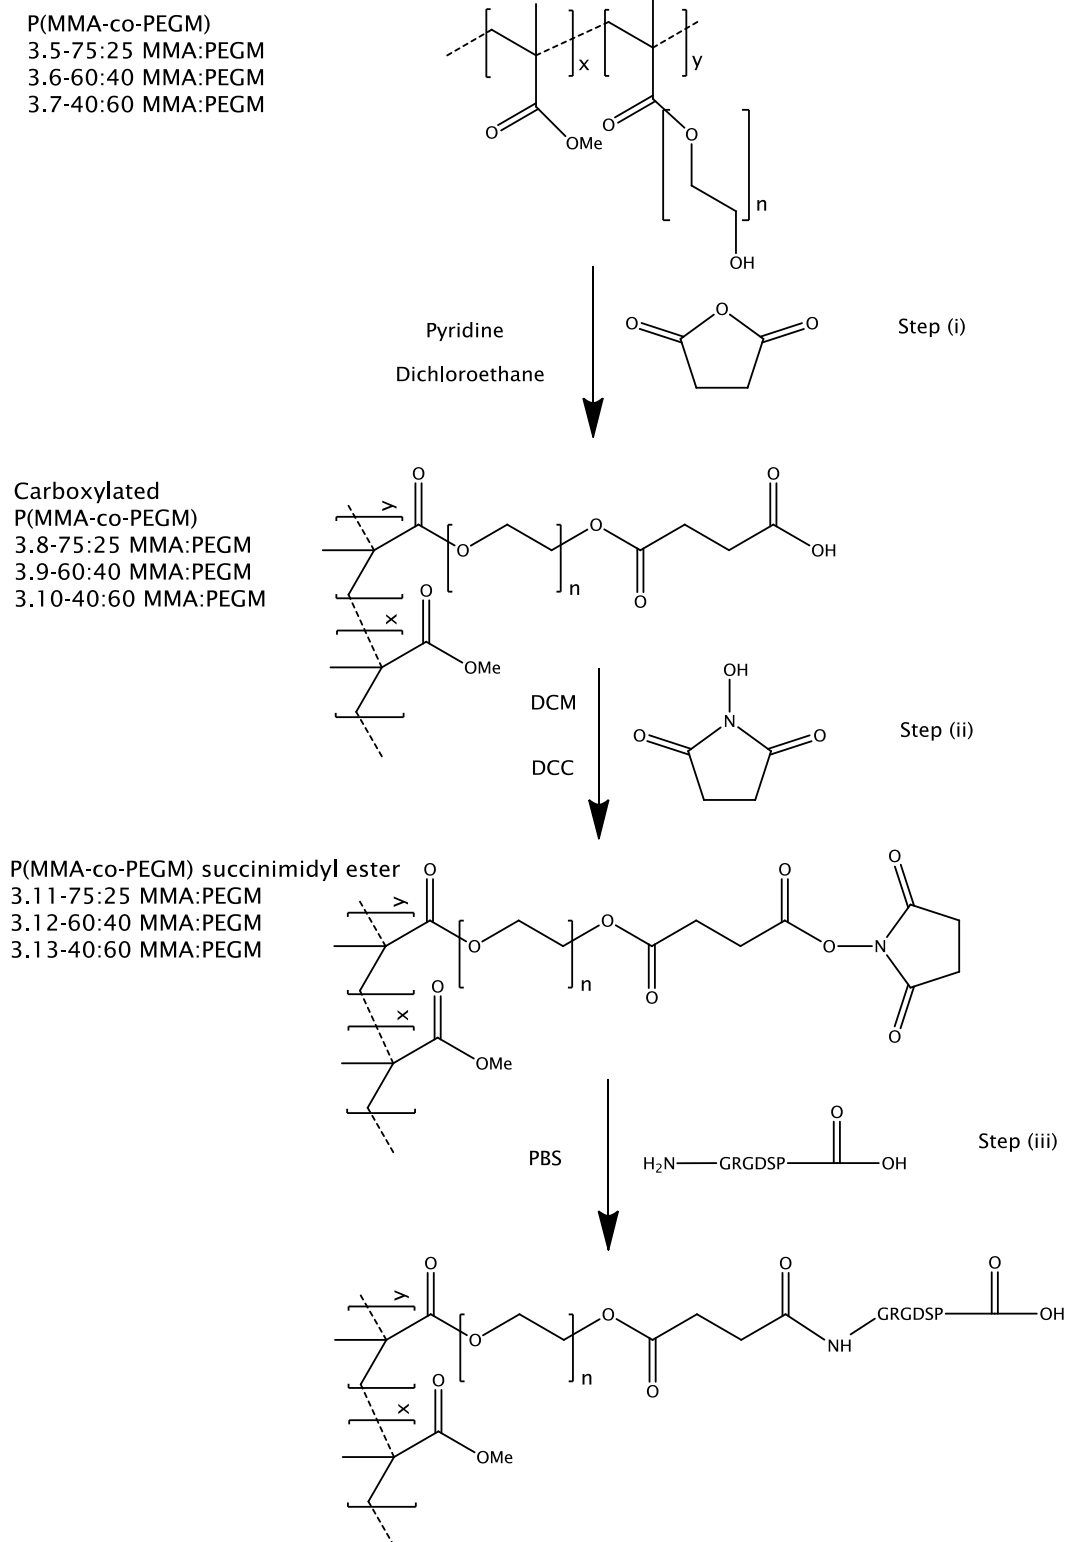 P(MMA-co-PEGM)
3.5-75:25 MMA:PEGM
3.6-60:40 MMA:PEGM
3.7-40:60 MMA:PEGM
x
y
O
OMe
O
O
n
OH
Pyridine
Dichloroethane
O
O
O
Step (i)
Carboxylated
P(MMA-co-PEGM)
3.8-75:25 MMA:PEGM
3.9-60:40 MMA:PEGM
3.10-40:60 MMA:PEGM
O
y
O
n
O
O
O
OH
x
O
OMe
DCM
DCC
OH
N
O
O
Step (ii)
P(MMA-co-PEGM) succinimidyl ester
3.11-75:25 MMA:PEGM
3.12-60:40 MMA:PEGM
3.13-40:60 MMA:PEGM
O
y
O
n
O
O
O
O
N
O
O
x
O
OMe
PBS
H2N
GRGDSP
O
OH
Step (iii)
O
y
O
n
O
O
O
NH
GRGDSP
O
OH
x
O
OMe